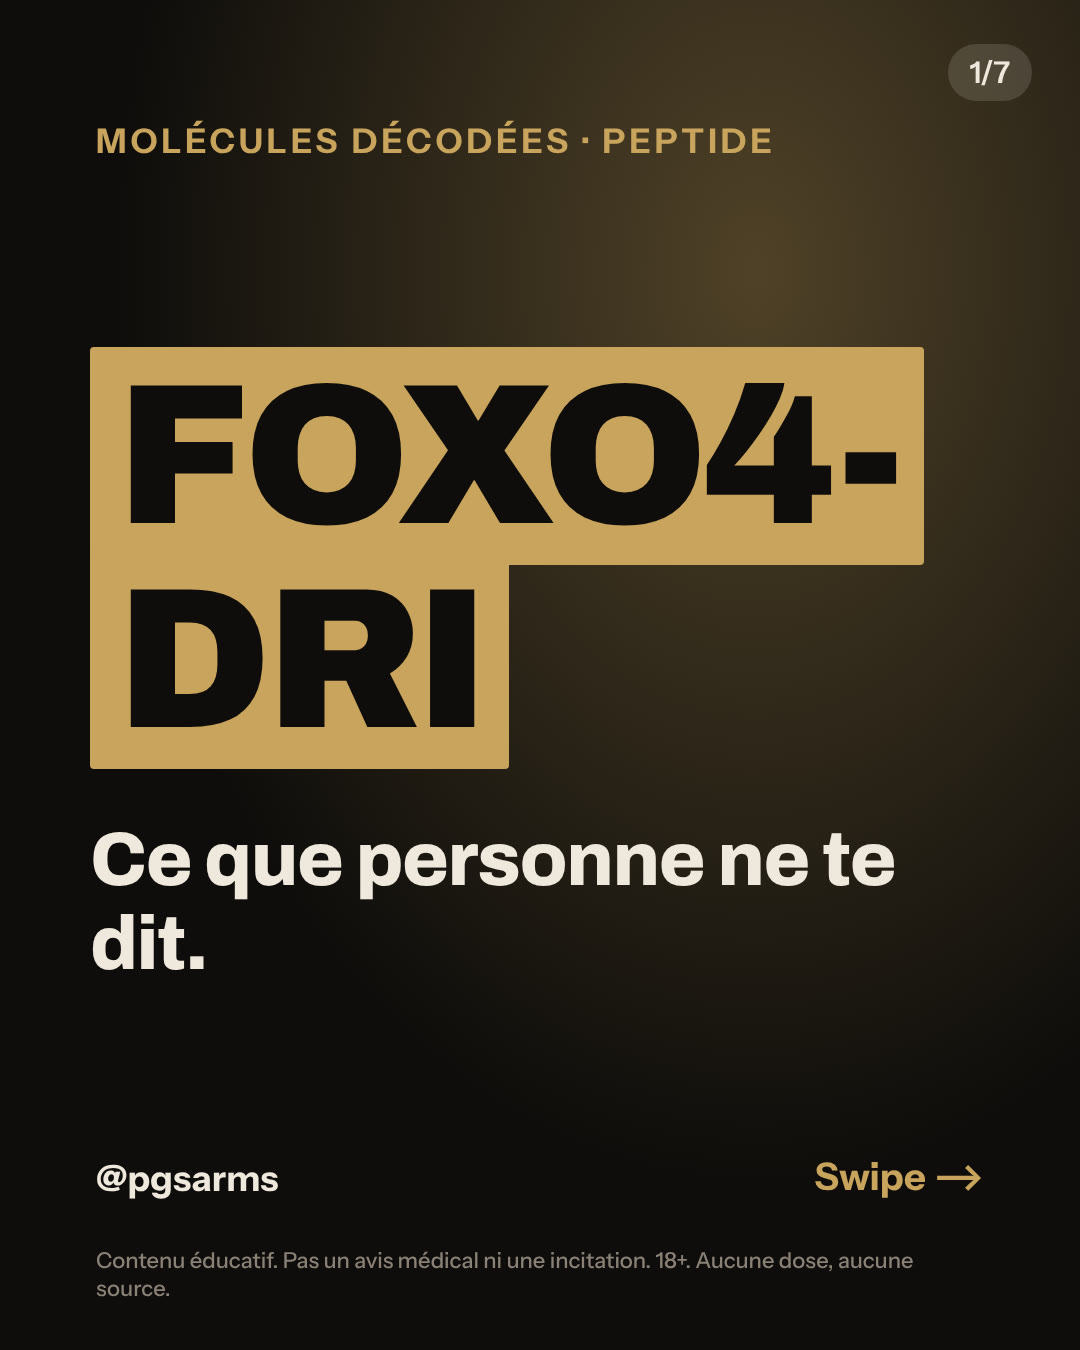 1/7
MOLÉCULES DÉCODÉES · PEPTIDE
FOXO4-
DRI
Ce que personne ne te
dit.
@pgsarms
Swipe →
Contenu éducatif. Pas un avis médical ni une incitation. 18+. Aucune dose, aucune
source.